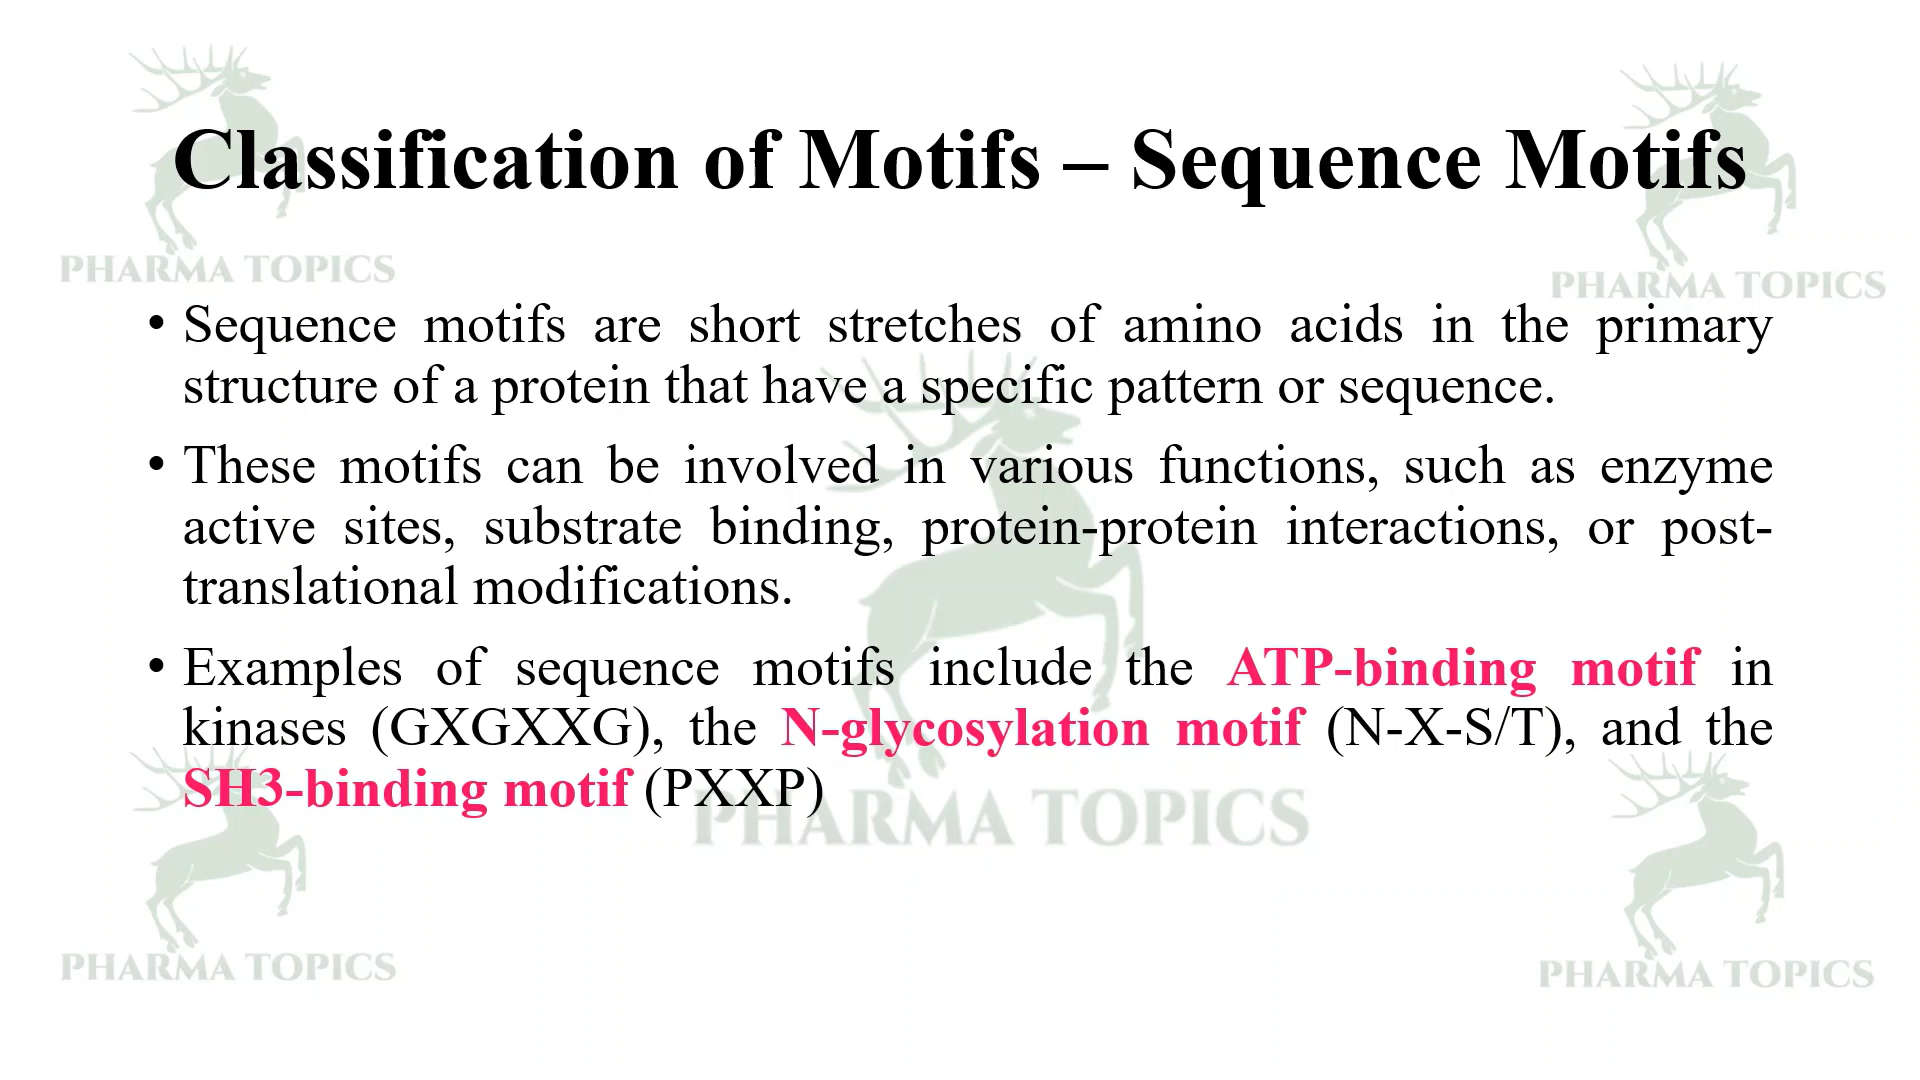 PHARMA TOPICS
PHARMA TOPICS
Classification of Motifs – Sequence Motifs
• Sequence motifs are short stretches of amino acids in the primary
structure of a protein that have a specific pattern or sequence.
• These motifs can be involved in various functions, such as enzyme
active sites, substrate binding, protein-protein interactions, or post-
translational modifications.
• Examples of sequence motifs include the ATP-binding motif in
kinases (GXGXXG), the N-glycosylation motif (N-X-S/T), and the
SH3-binding motif (PXXP)
PHARMA TOPICS
PHARMA TOPICS
PHARMA TOPICS